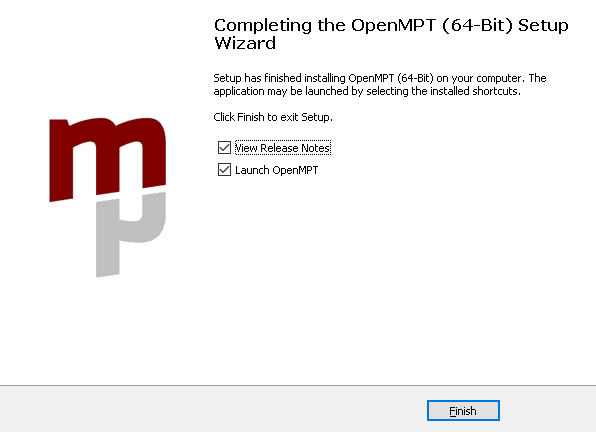 Completing the OpenMPT (64-Bit) Setup
Wizard
Setup has finished installing OpenMPT (64-Bit) on your computer. The
application may be launched by selecting the installed shortcuts.
Click Finish to exit Setup.
View Release Notes
Launch OpenMPT
mp
Finish